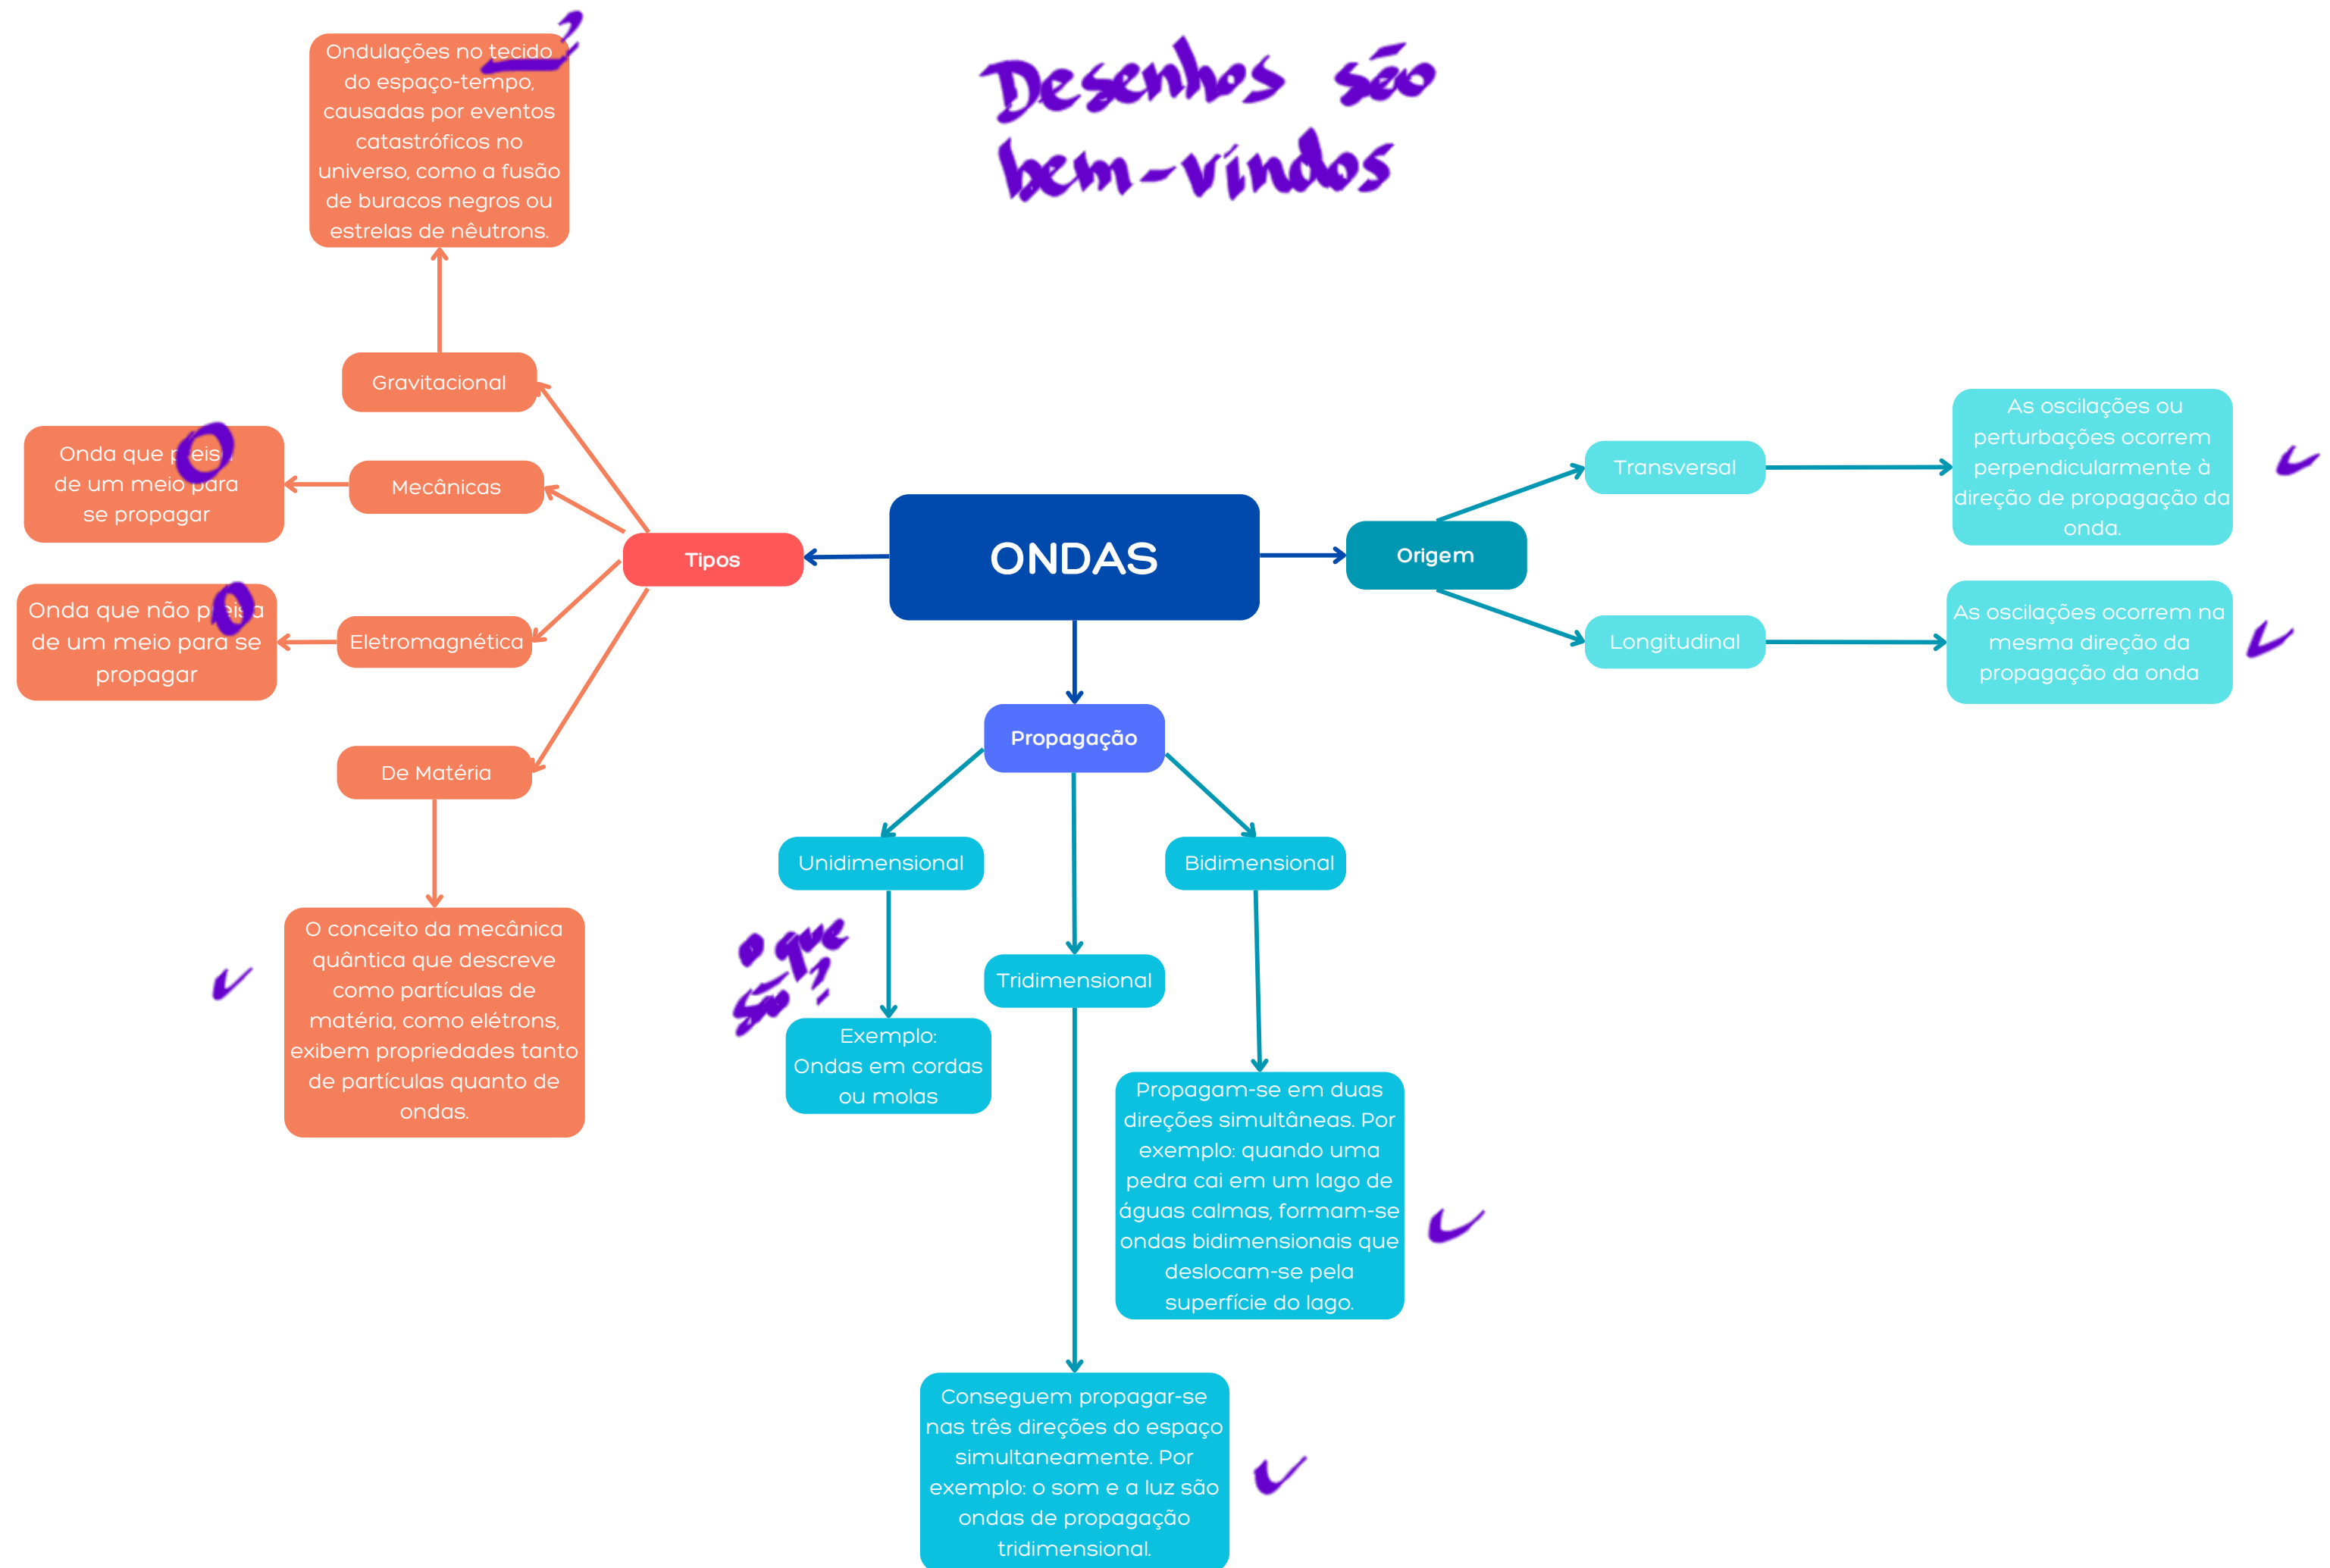 Ondulações no tecido
do espaço-tempo,
causadas por eventos
catastróficos no
universo, como a fusão
de buracos negros ou
estrelas de nêutrons.
?
Desenhos são
bem-vindos
Gravitacional
Onda que
de um meio para
se propagar
Mecânicas
Tipos
Onda que não
de um meio para se
propagar
Eletromagnética
De Matéria
O conceito da mecânica
quântica que descreve
como partículas de
matéria, como elétrons,
exibem propriedades tanto
de partículas quanto de
ondas.
ONDAS
Origem
Transversal
As oscilações ou
perturbações ocorrem
perpendicularmente à
direção de propagação da
onda.
Longitudinal
As oscilações ocorrem na
mesma direção da
propagação da onda
Propagação
Unidimensional
o que
são?
Exemplo:
Ondas em cordas
ou molas
Tridimensional
Conseguem propagar-se
nas três direções do espaço
simultaneamente. Por
exemplo: o som e a luz são
ondas de propagação
tridimensional.
Bidimensional
Propagam-se em duas
direções simultâneas. Por
exemplo: quando uma
pedra cai em um lago de
águas calmas, formam-se
ondas bidimensionais que
deslocam-se pela
superfície do lago.